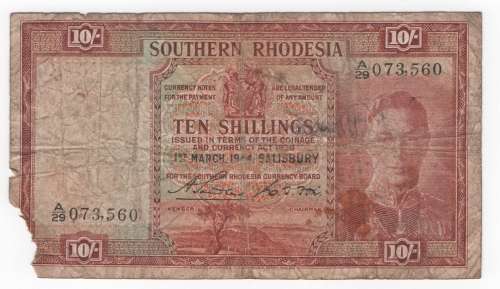 10/- 10/-
SOUTHERN RHODESIA
A/29 073,560
CURRENCY NOTES ARE LEGAL TENDER
FOR THE PAYMENT OF ANY AMOUNT
TEN SHILLINGS
ISSUED IN TERMS OF THE COINAGE
AND CURRENCY ACT 1938
1ST MARCH 1944, SALISBURY
FOR THE SOUTHERN RHODESIA CURRENCY BOARD
MEMBER CHAIRMAN
A/29 073,560
10/- 10/-